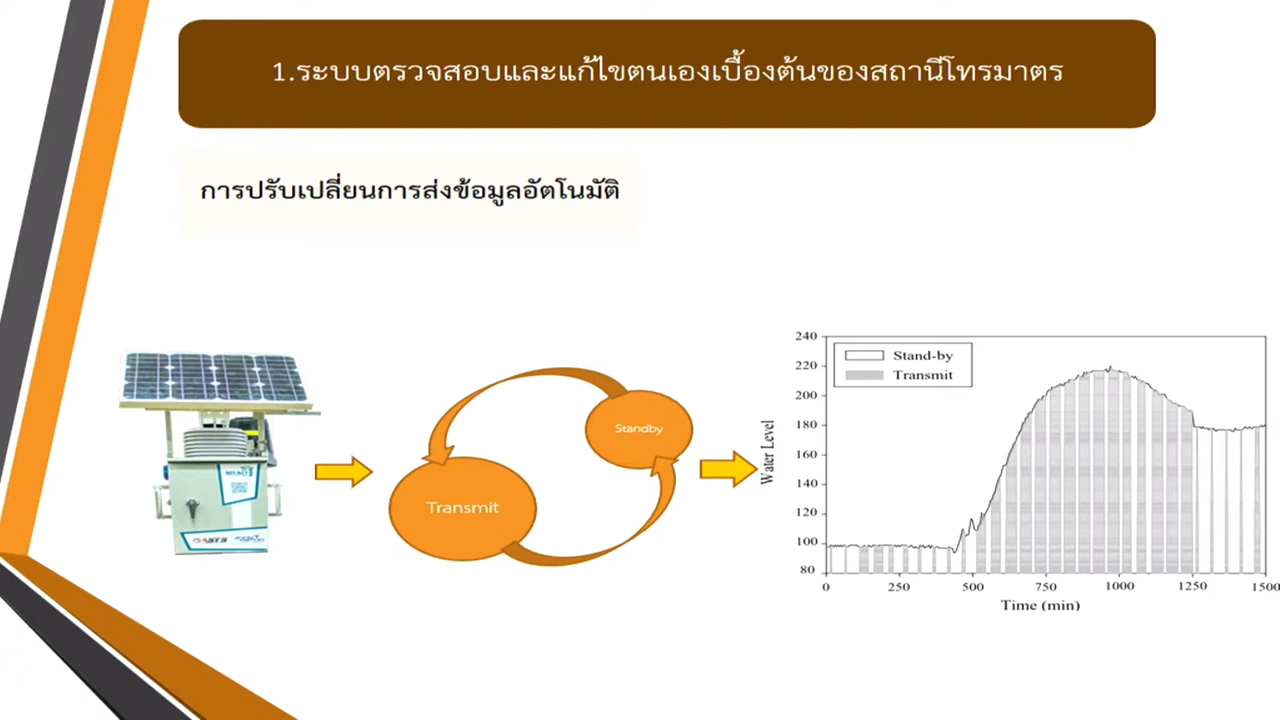 1.ระบบตรวจสอบและแก้ไขตนเองเบื้องต้นของสถานีโทรมาตร
การปรับเปลี่ยนการส่งข้อมูลอัตโนมัติ
Standby
Transmit
Stand-by
Transmit
Water Level
240
220
200
180
160
140
120
100
80
0 250 500 750 1000 1250 1500
Time (min)